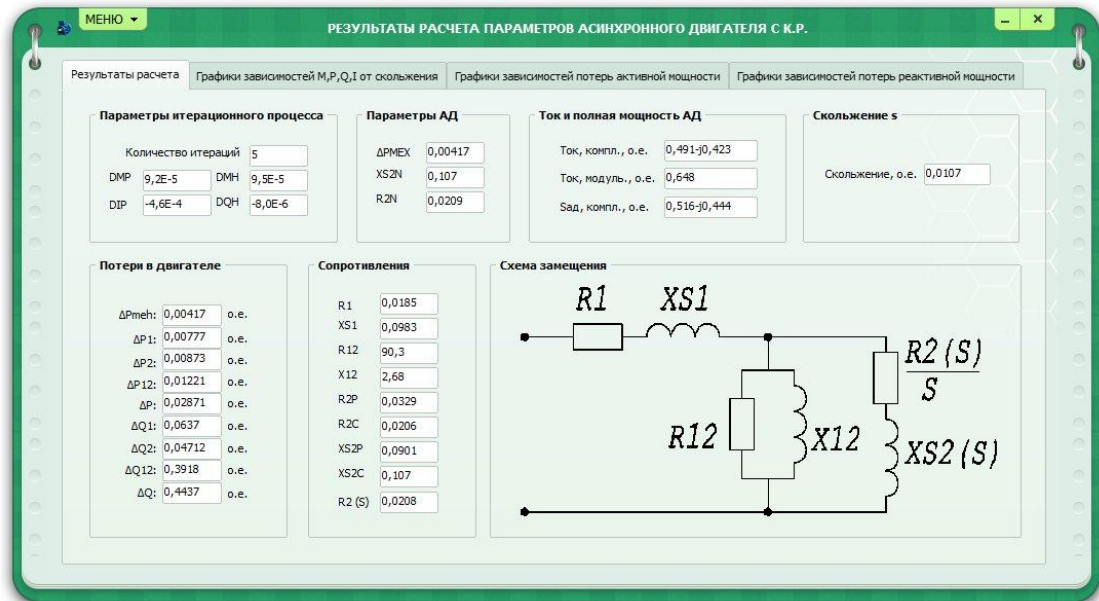 МЕНЮ
РЕЗУЛЬТАТЫ РАСЧЕТА ПАРАМЕТРОВ АСИНХРОННОГО ДВИГАТЕЛЯ С К.Р.
Результаты расчета
Графики зависимостей M,P,Q,I от скольжения
Графики зависимостей потерь активной мощности
Графики зависимостей потерь реактивной мощности
Параметры итерационного процесса
Количество итераций 5
DMP 9,2E-5 DMH 9,5E-5
DIP -4,6E-4 DQH -8,0E-6
Параметры АД
ΔPMEX 0,00417
XS2N 0,107
R2N 0,0209
Ток и полная мощность АД
Ток, компл., о.е. 0,491-j0,423
Ток, модуль., о.е. 0,648
Sад, компл., о.е. 0,516-j0,444
Скольжение s
Скольжение, о.е. 0,0107
Потери в двигателе
ΔPmeh: 0,00417 о.е.
ΔP1: 0,00777 о.е.
ΔP2: 0,00873 о.е.
ΔP12: 0,01221 о.е.
ΔP: 0,02871 о.е.
ΔQ1: 0,0637 о.е.
ΔQ2: 0,04712 о.е.
ΔQ12: 0,3918 о.е.
ΔQ: 0,4437 о.е.
Сопротивления
R1 0,0185
XS1 0,0983
R12 90,3
X12 2,68
R2P 0,0329
R2C 0,0206
XS2P 0,0901
XS2C 0,107
R2 (S) 0,0208
Схема замещения
R1 XS1
R2(S)
S
R12 X12 XS2(S)